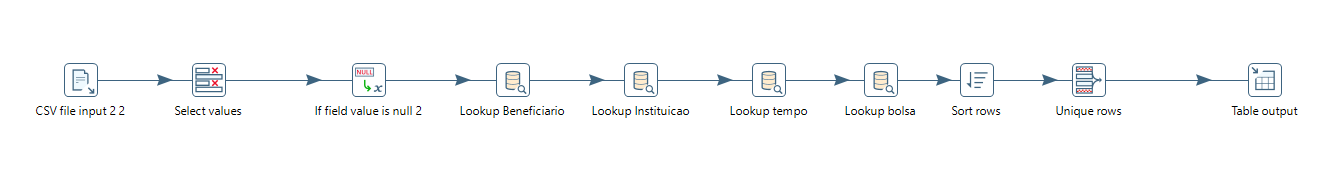 NULL
x
CSV file input 2 2
Select values
If field value is null 2
Lookup Beneficiario
Lookup Instituicao
Lookup tempo
Lookup bolsa
Sort rows
Unique rows
Table output